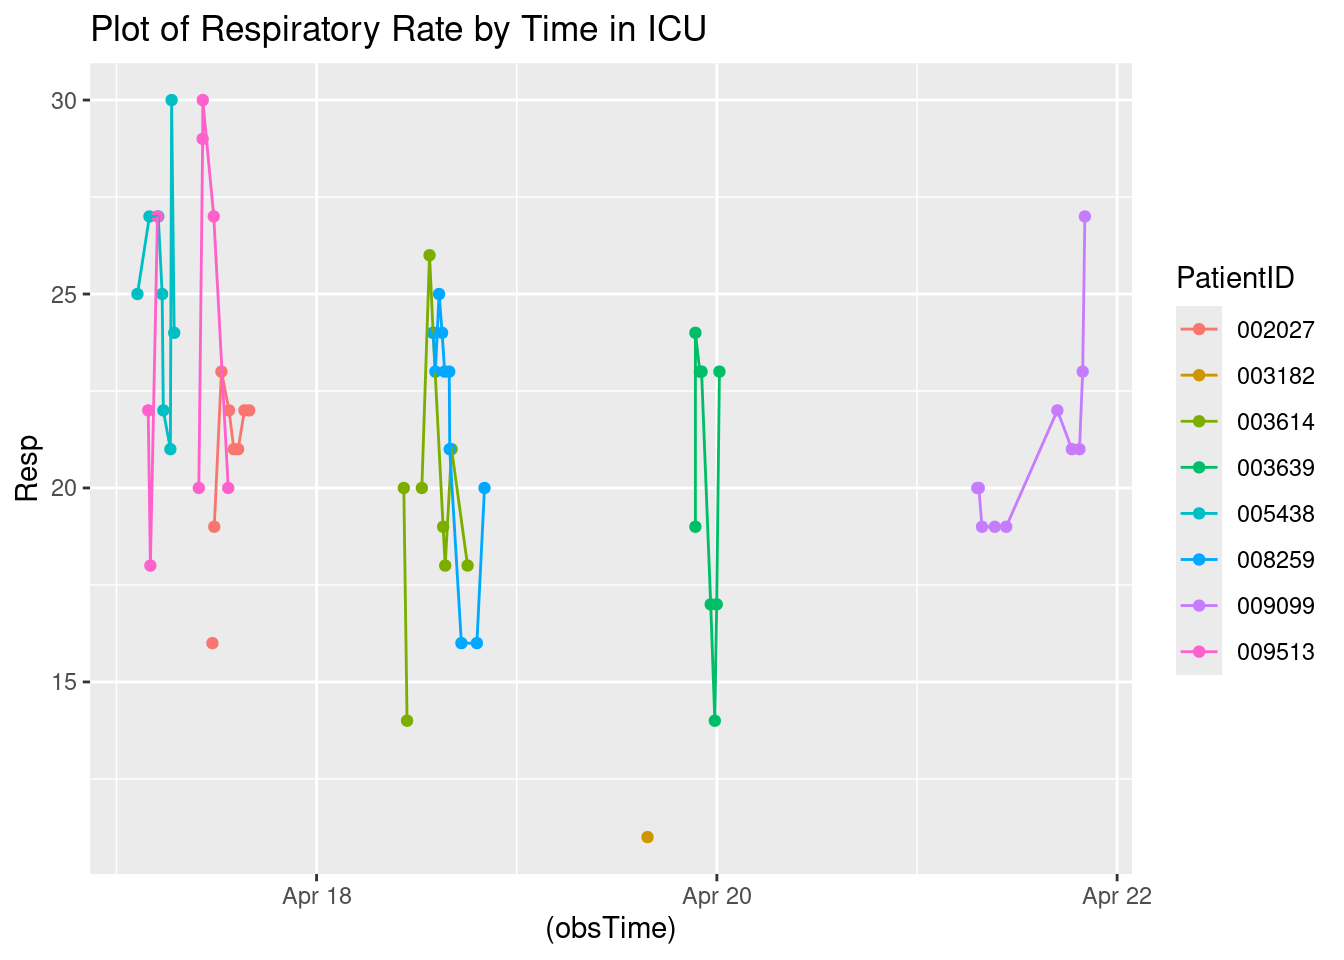 Plot of Respiratory Rate by Time in ICU
30
25
20
15
Resp
Apr 18
Apr 20
Apr 22
(obsTime)
PatientID
002027
003182
003614
003639
005438
008259
009099
009513